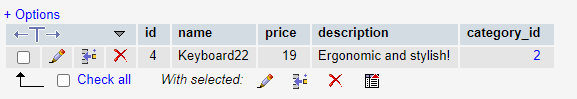 + Options
id name price description category_id
4 Keyboard22 19 Ergonomic and stylish! 2
Check all With selected: